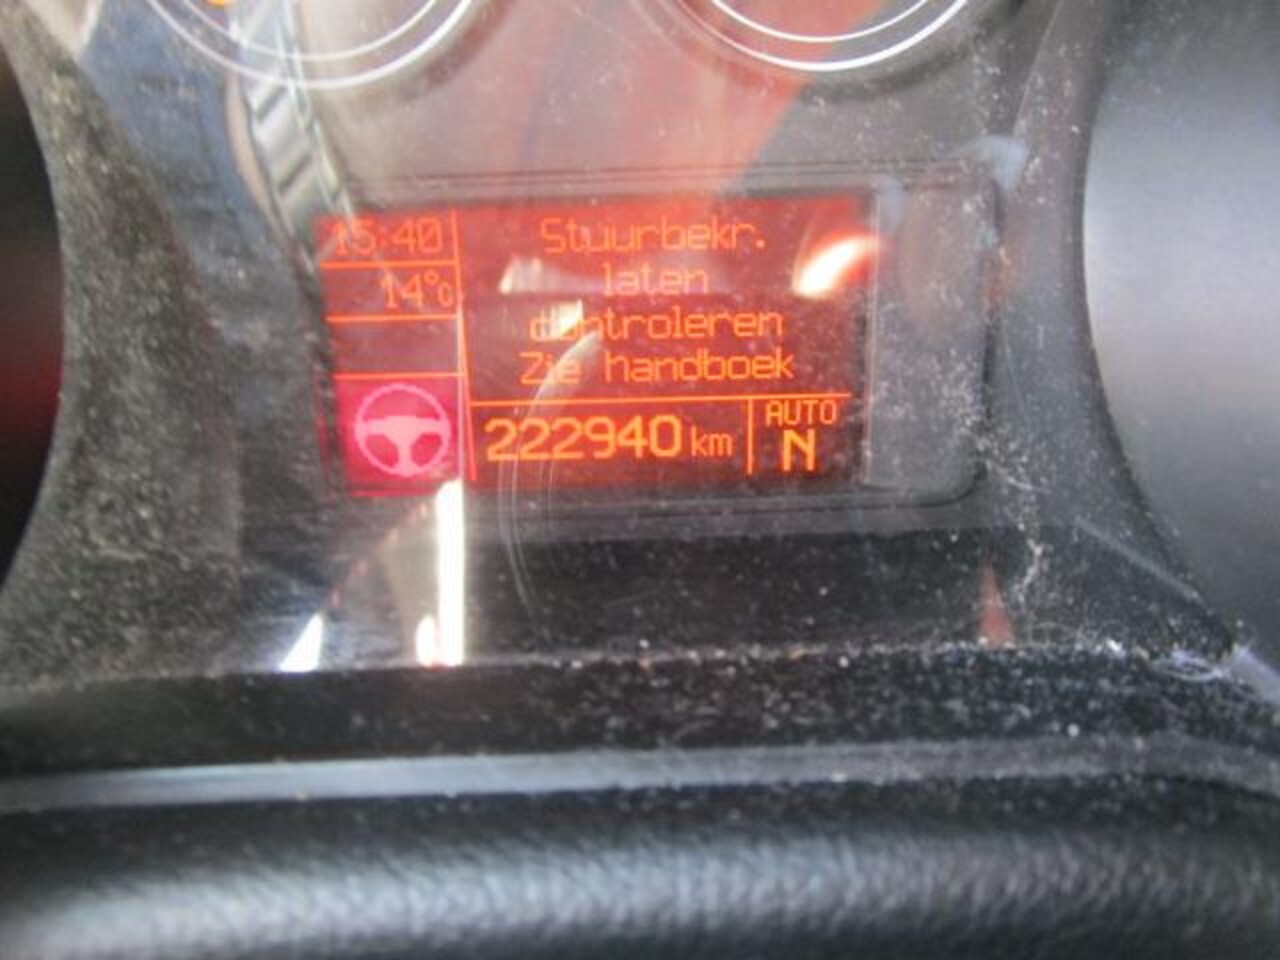 15:40
14°C
Stuurbekr.
laten
controleren
Zie handboek
222940 km
AUTO
N